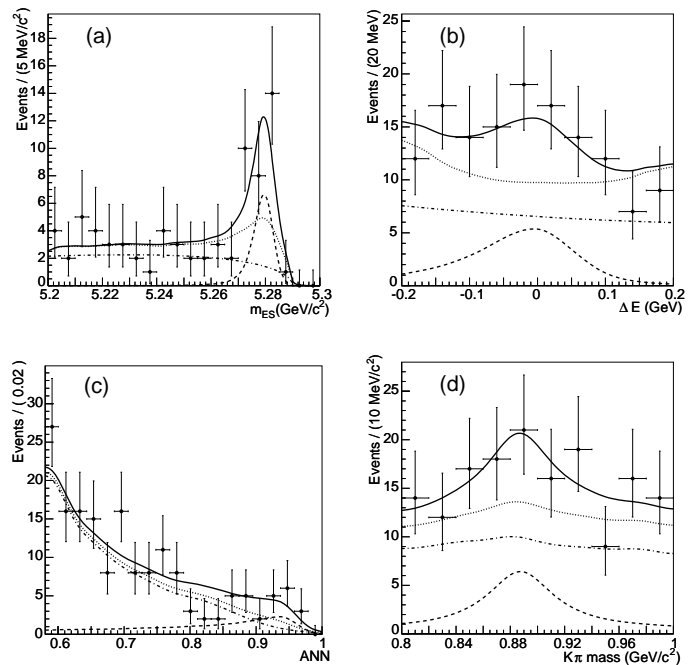 (a)
Events / (5 MeV/c²)
18
16
14
12
10
8
6
4
2
0
5.2 5.22 5.24 5.26 5.28 5.3
m_ES(GeV/c²)
(b)
Events / (20 MeV)
25
20
15
10
5
0
-0.2 -0.1 0 0.1 0.2
Δ E (GeV)
(c)
Events / ( 0.02 )
30
25
20
15
10
5
0
0.6 0.7 0.8 0.9 1
ANN
(d)
Events / (10 MeV/c²)
25
20
15
10
5
0
0.8 0.84 0.88 0.92 0.96 1
Kπ mass (GeV/c²)